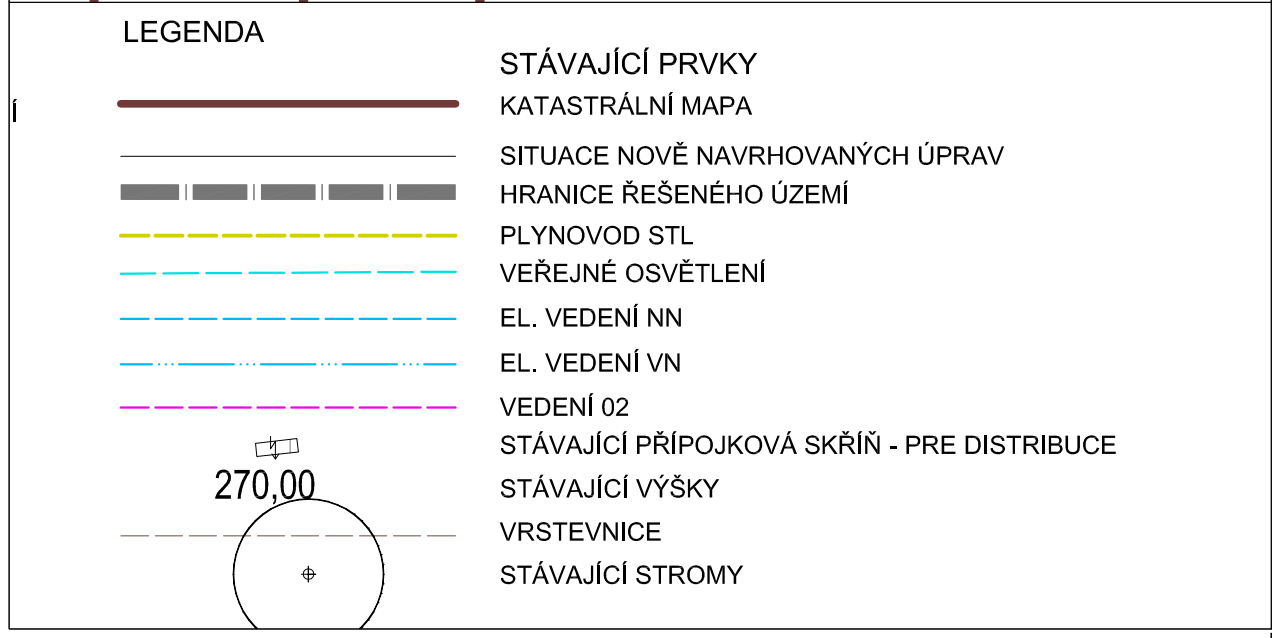 LEGENDA
STÁVAJÍCÍ PRVKY
Í
KATASTRÁLNÍ MAPA
SITUACE NOVĚ NAVRHOVANÝCH ÚPRAV
HRANICE ŘEŠENÉHO ÚZEMÍ
PLYNOVOD STL
VEŘEJNÉ OSVĚTLENÍ
EL. VEDENÍ NN
EL. VEDENÍ VN
VEDENÍ 02
STÁVAJÍCÍ PŘÍPOJKOVÁ SKŘÍŇ - PRE DISTRIBUCE
270,00 STÁVAJÍCÍ VÝŠKY
VRSTEVNICE
STÁVAJÍCÍ STROMY